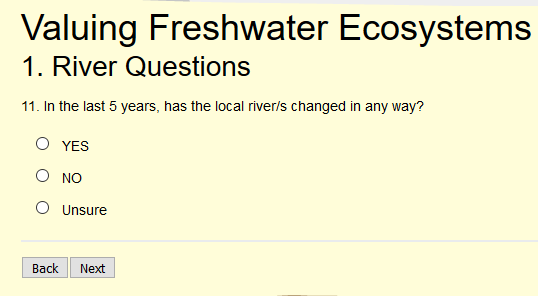 Valuing Freshwater Ecosystems
1. River Questions
11. In the last 5 years, has the local river/s changed in any way?
YES
NO
Unsure
Back Next